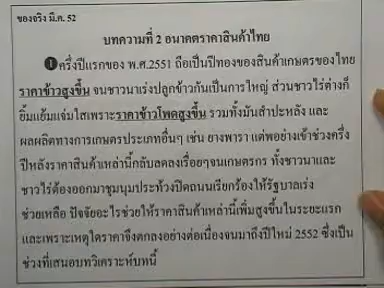 ของจริง มี.ค. 52
บทความที่ 2 อนาคตราคาสินค้าไทย
❶ครึ่งปีแรกของ พ.ศ.2551 ถือเป็นปีทองของสินค้าเกษตรของไทย
ราคาข้าวสูงขึ้น จนชาวนาเร่งปลูกข้าวกันเป็นการใหญ่ ส่วนชาวไร่ต่างก็
ยิ้มแย้มแจ่มใสเพราะราคาข้าวโพดสูงขึ้น รวมทั้งมันสำปะหลัง และ
ผลผลิตทางการเกษตรประเภทอื่นๆ เช่น ยางพารา แต่พอย่างเข้าช่วงครึ่ง
ปีหลังราคาสินค้าเหล่านี้กลับลดลงเรื่อยๆจนเกษตรกร ทั้งชาวนาและ
ชาวไร่ต้องออกมาชุมนุมประท้วงปิดถนนเรียกร้องให้รัฐบาลเร่ง
ช่วยเหลือ ปัจจัยอะไรช่วยให้ราคาสินค้าเหล่านี้เพิ่มสูงขึ้นในระยะแรก
และเพราะเหตุใดราคาจึงตกลงอย่างต่อเนื่องจนมาถึงปีใหม่ 2552 ซึ่งเป็น
ช่วงที่เสนอบทวิเคราะห์บทนี้